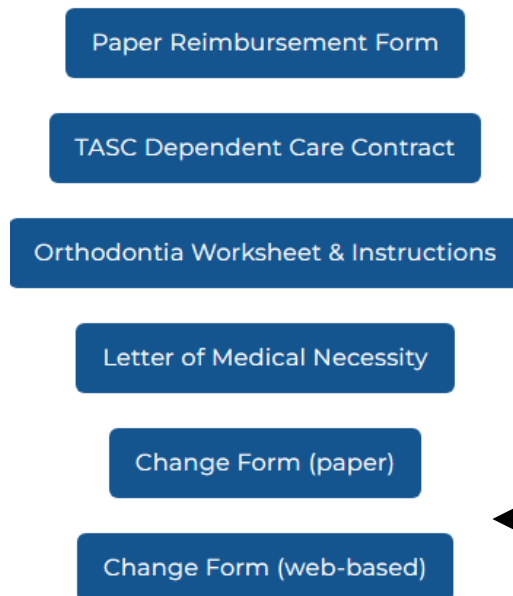 Paper Reimbursement Form
TASC Dependent Care Contract
Orthodontia Worksheet & Instructions
Letter of Medical Necessity
Change Form (paper)
Change Form (web-based)